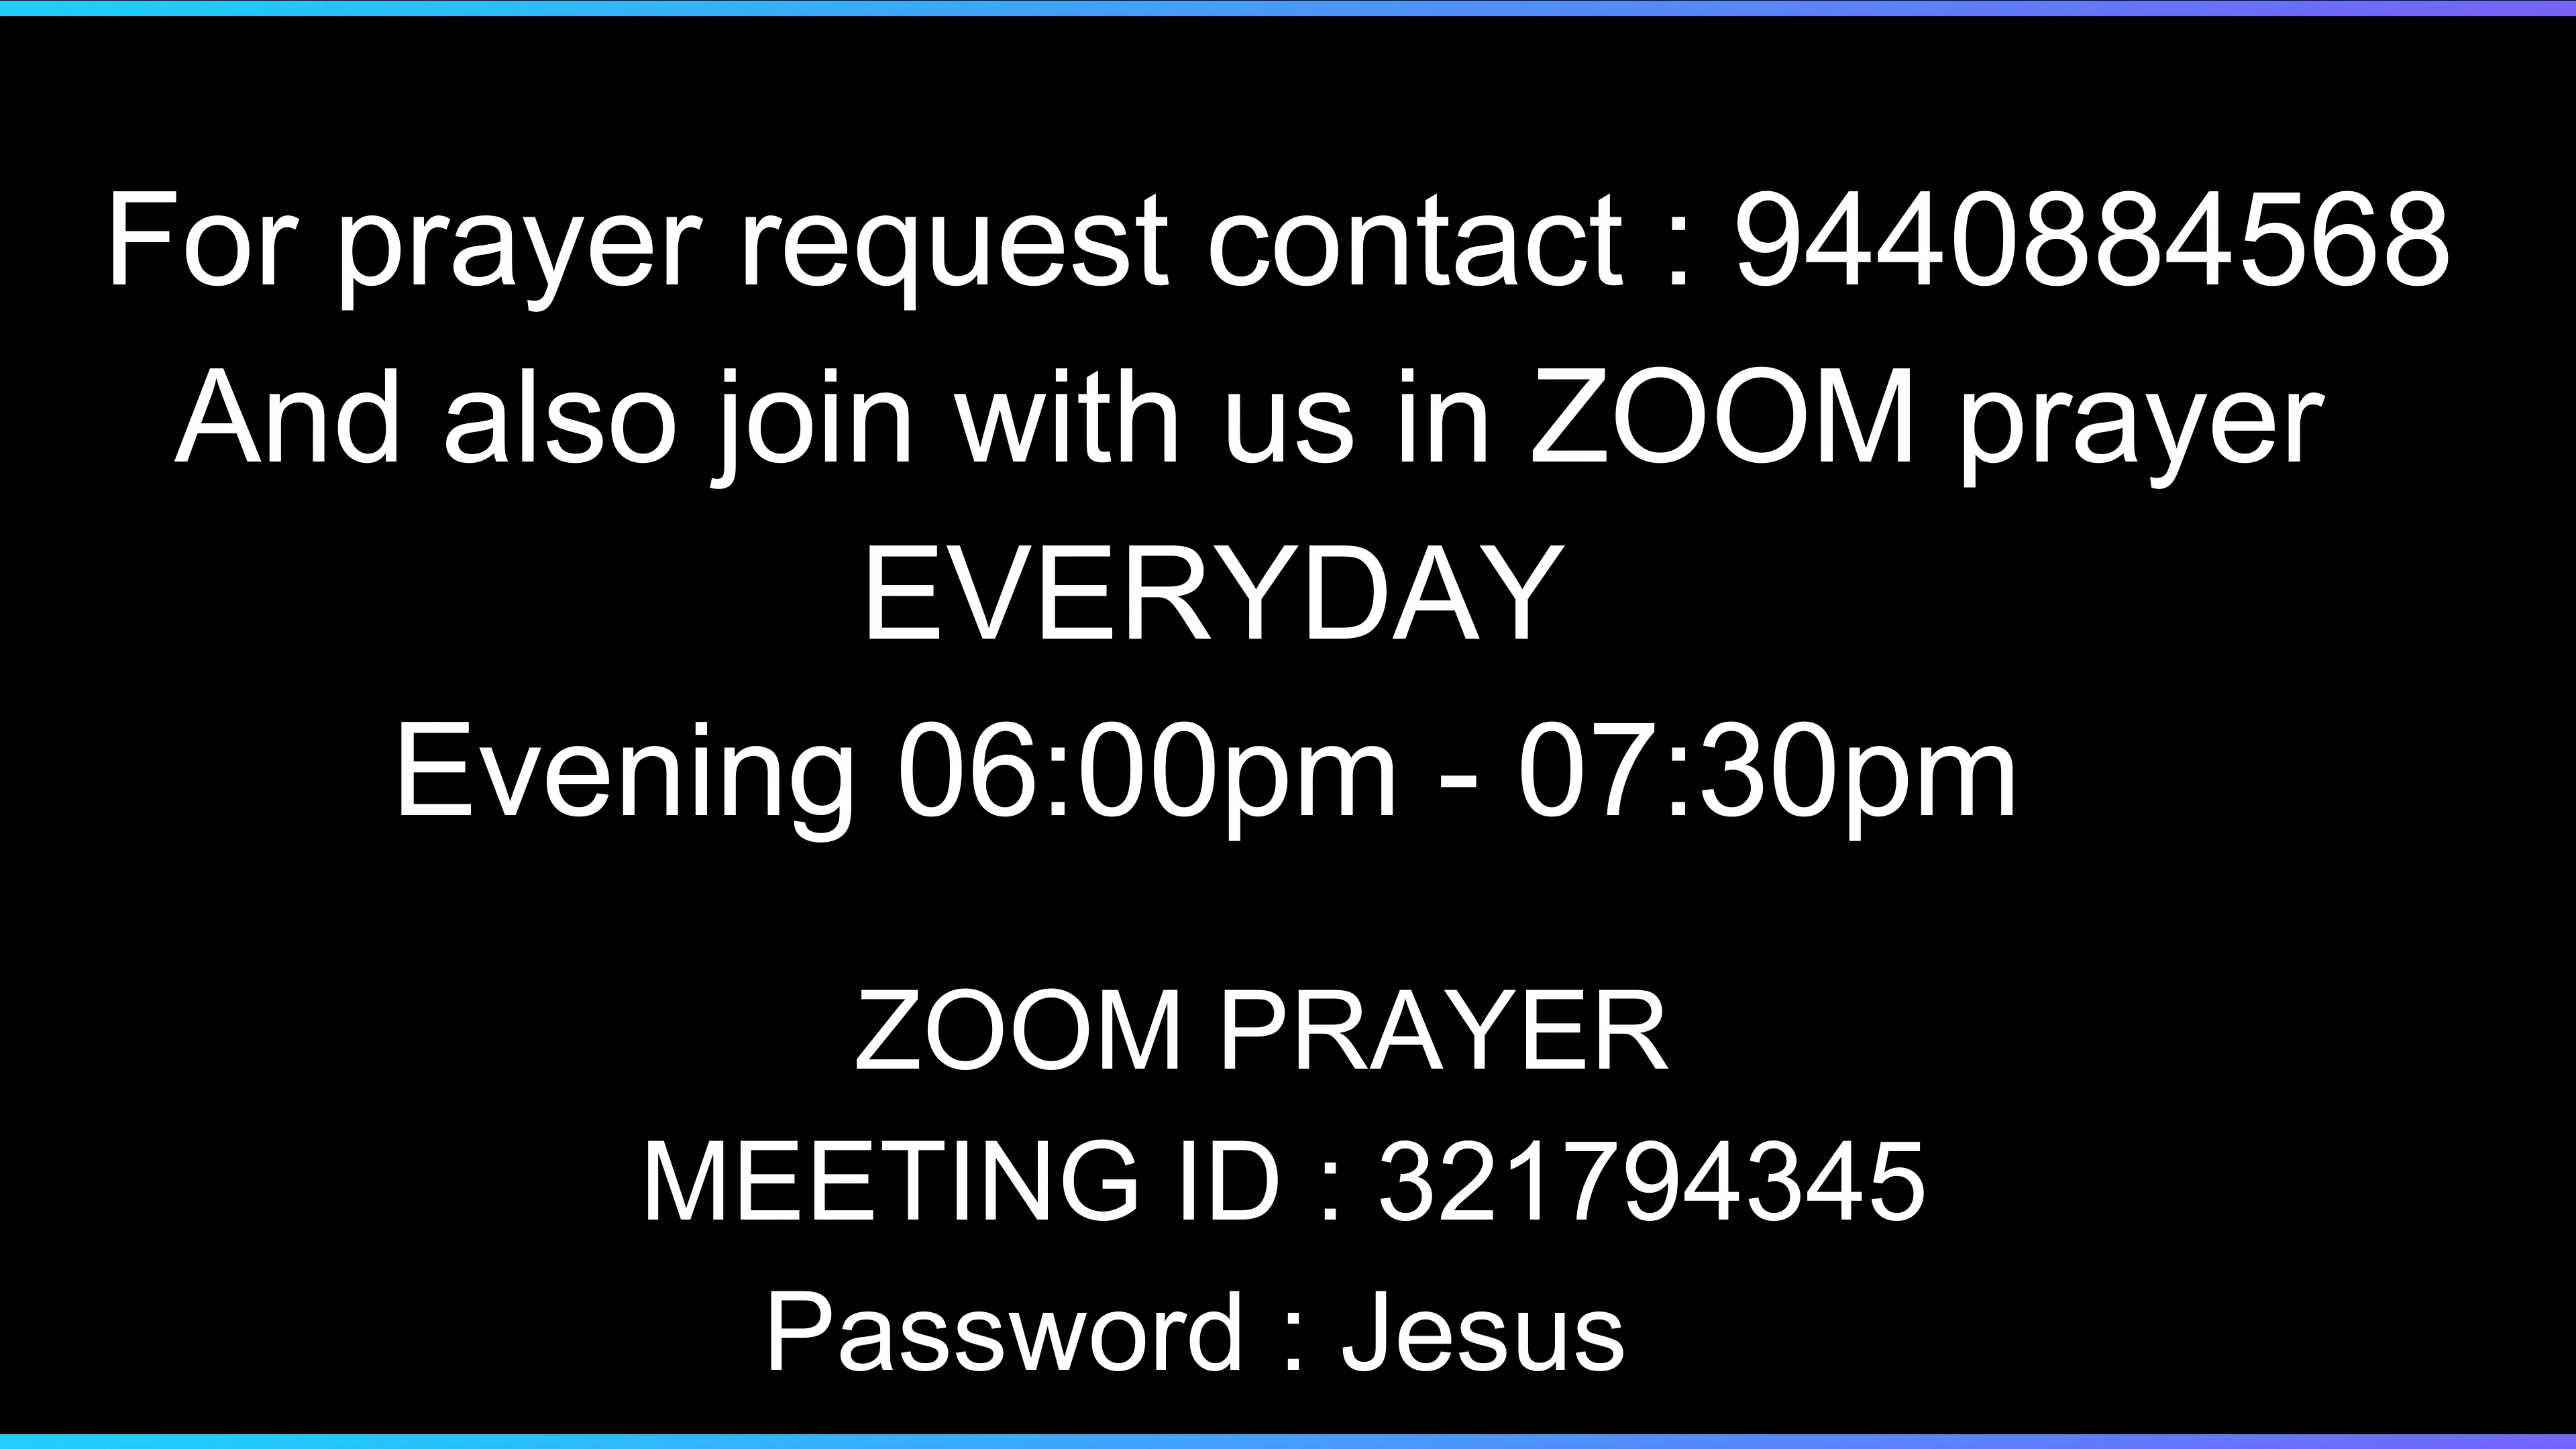 For prayer request contact : 9440884568
And also join with us in ZOOM prayer
EVERYDAY
Evening 06:00pm - 07:30pm
ZOOM PRAYER
MEETING ID : 321794345
Password : Jesus